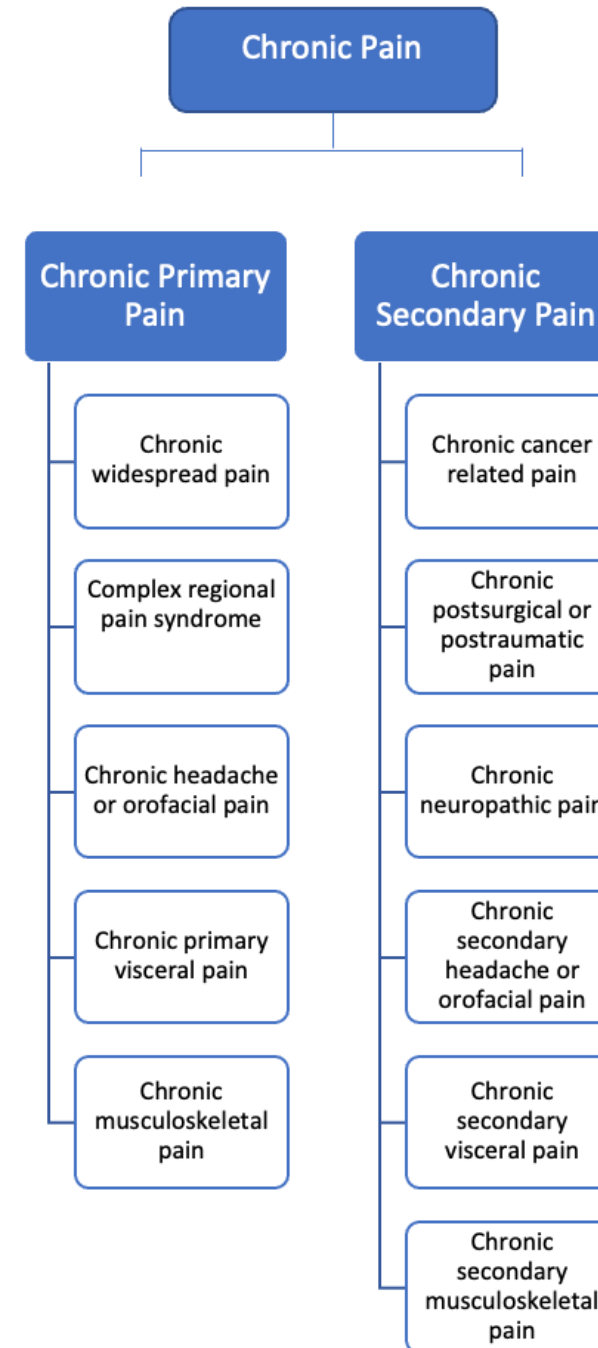 Chronic Pain
Chronic Primary
Pain
Chronic
widespread pain
Complex regional
pain syndrome
Chronic headache
or orofacial pain
Chronic primary
visceral pain
Chronic
musculoskeletal
pain
Chronic
Secondary Pain
Chronic cancer
related pain
Chronic
postsurgical or
postraumatic
pain
Chronic
neuropathic pain
Chronic
secondary
headache or
orofacial pain
Chronic
secondary
visceral pain
Chronic
secondary
musculoskeletal
pain